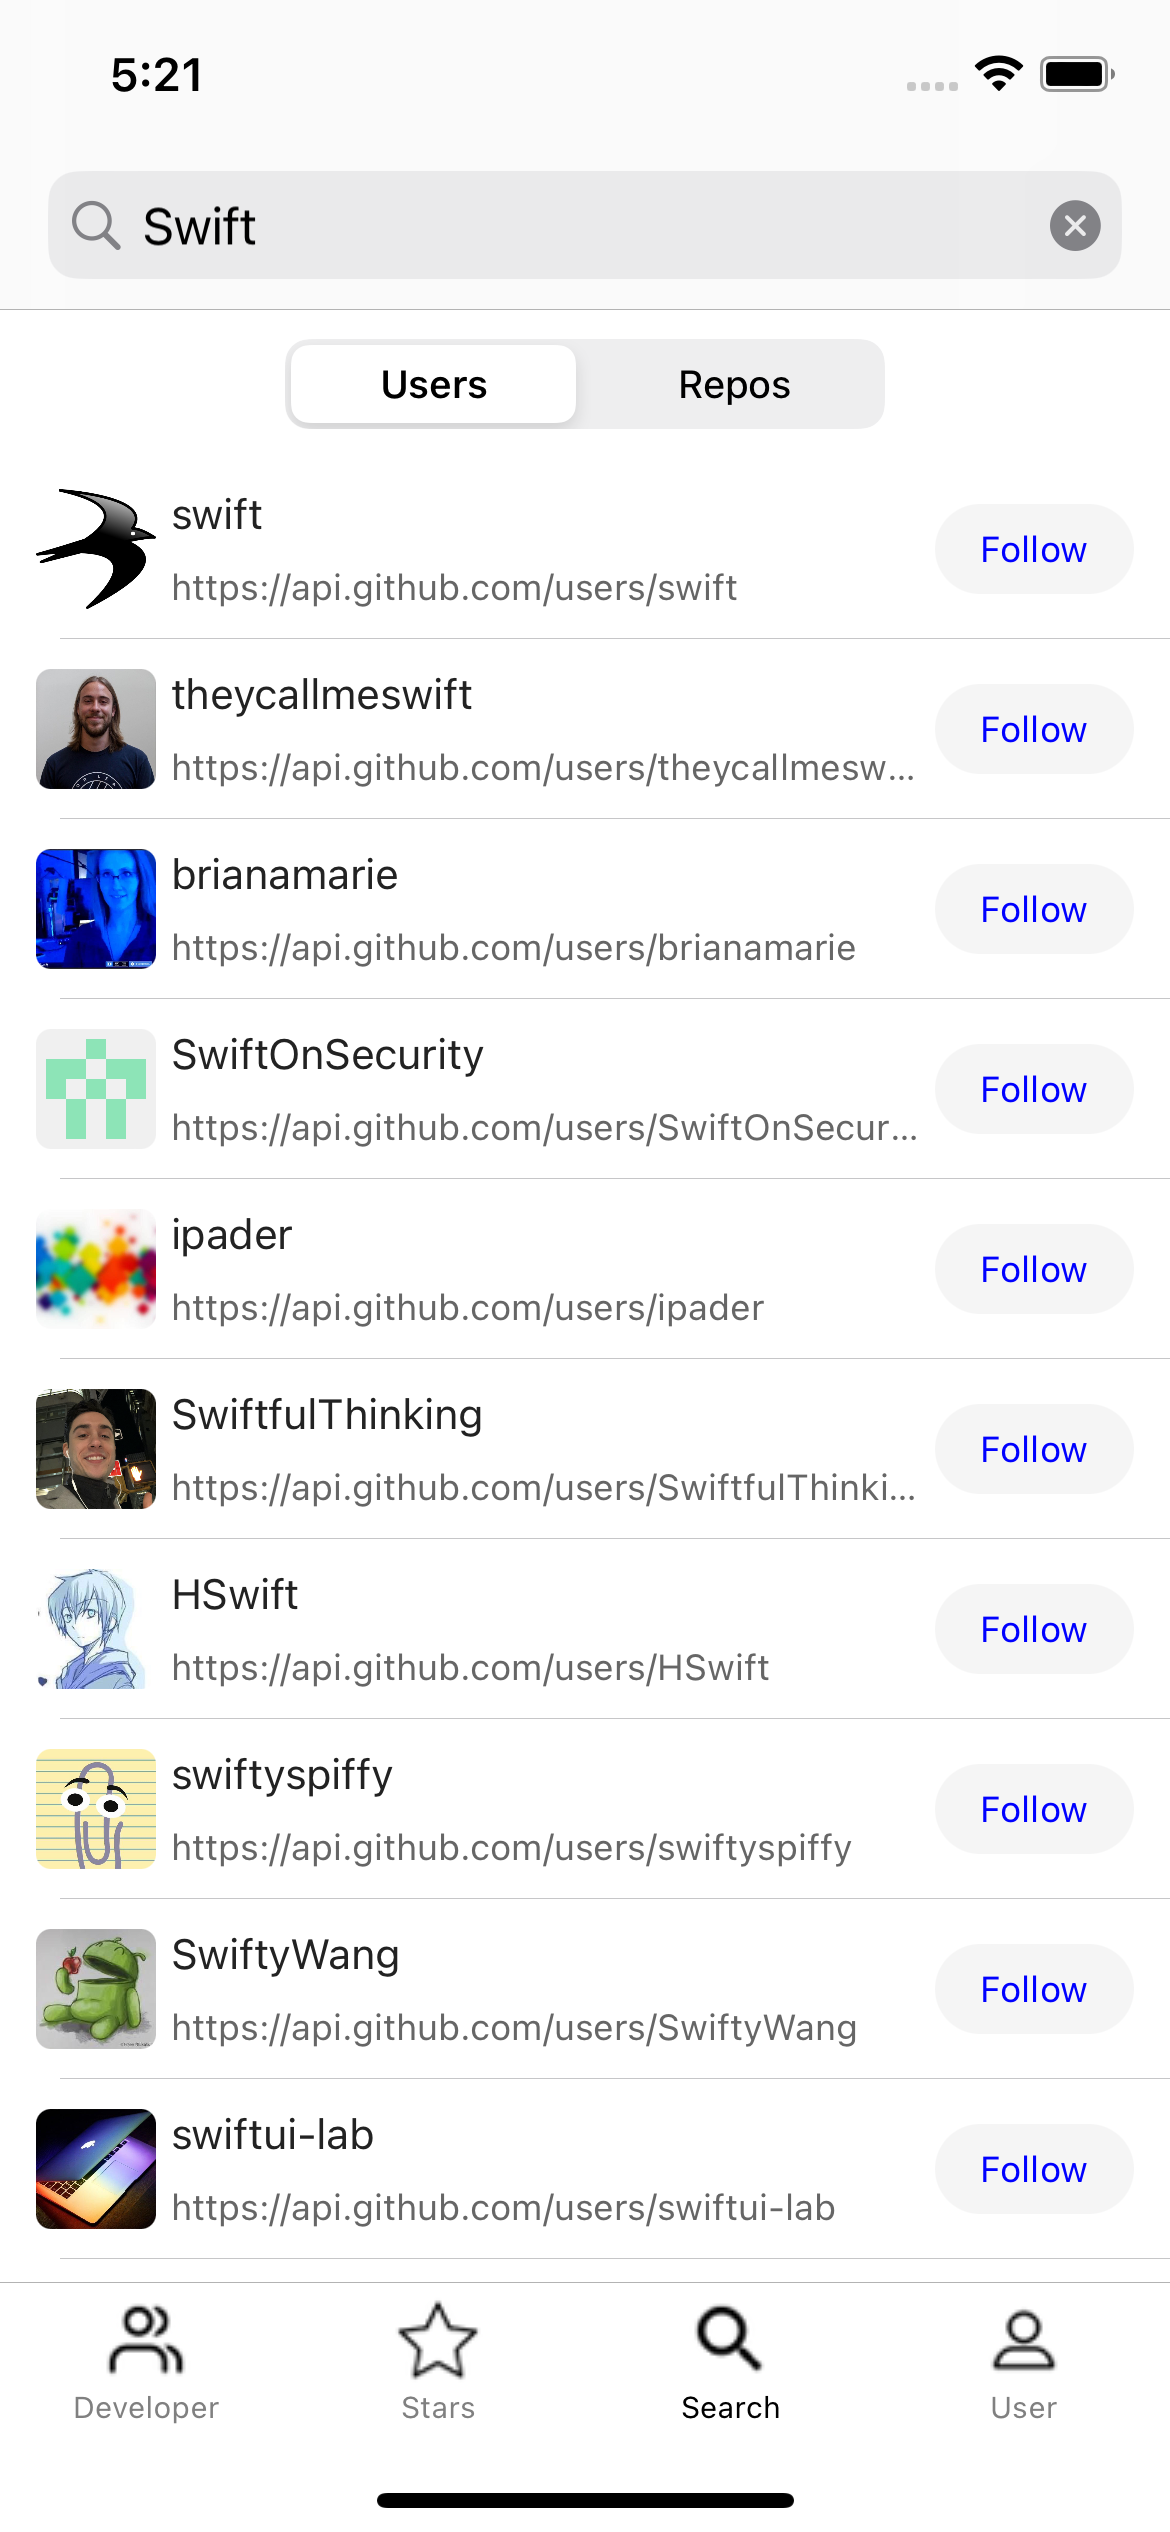 5:21
Swift
Users
Repos
swift
https://api.github.com/users/swift
Follow
theycallmeswift
https://api.github.com/users/theycallmesw...
Follow
brianamarie
https://api.github.com/users/brianamarie
Follow
SwiftOnSecurity
https://api.github.com/users/SwiftOnSecur...
Follow
ipader
https://api.github.com/users/ipader
Follow
SwiftfulThinking
https://api.github.com/users/SwiftfulThinki...
Follow
HSwift
https://api.github.com/users/HSwift
Follow
swiftyspiffy
https://api.github.com/users/swiftyspiffy
Follow
SwiftyWang
https://api.github.com/users/SwiftyWang
Follow
swiftui-lab
https://api.github.com/users/swiftui-lab
Follow
Developer
Stars
Search
User